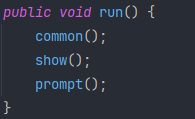 public void run() {
    common();
    show();
    prompt();
}